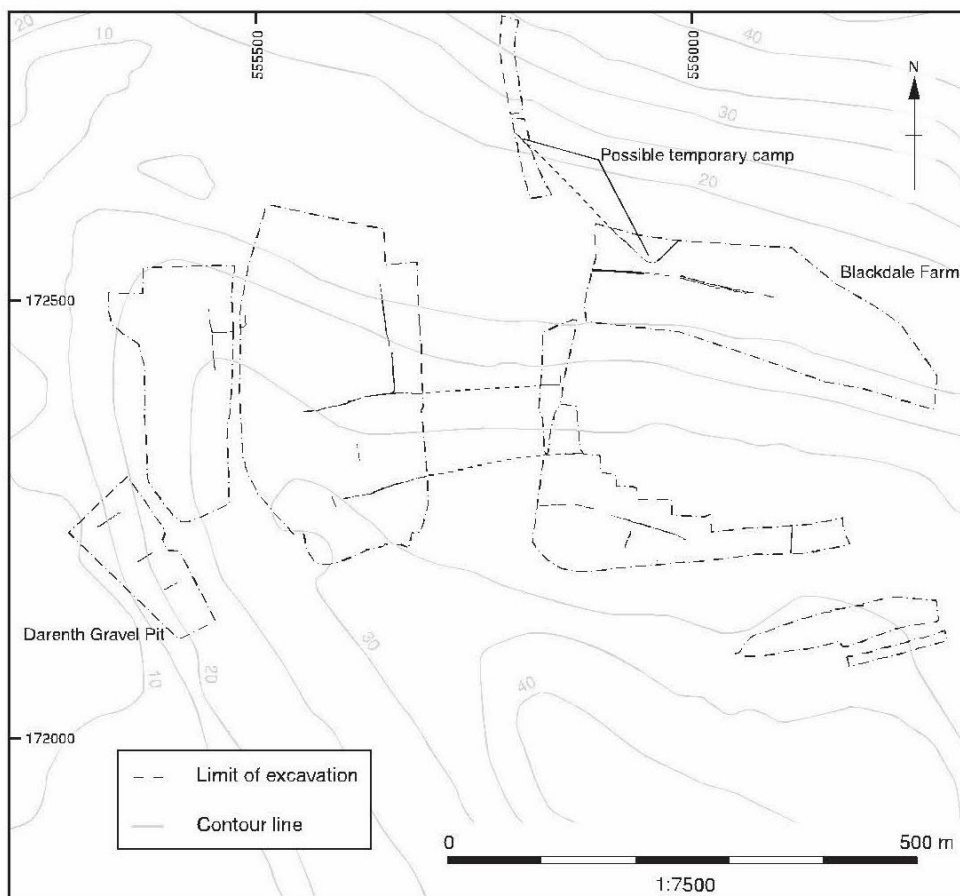 20
10
555500
556000
40
30
20
N
Possible temporary camp
Blackdale Farm
172500
Darenth Gravel Pit
10
20
30
40
172000
Limit of excavation
Contour line
0
500 m
1:7500